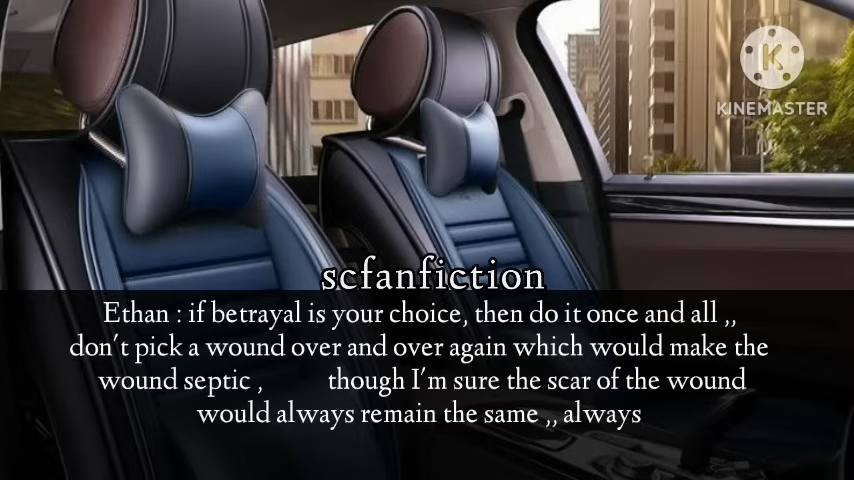 K
KINEMASTER
scfanfiction
Ethan : if betrayal is your choice, then do it once and all ,,
don't pick a wound over and over again which would make the
wound septic , though I'm sure the scar of the wound
would always remain the same ,, always